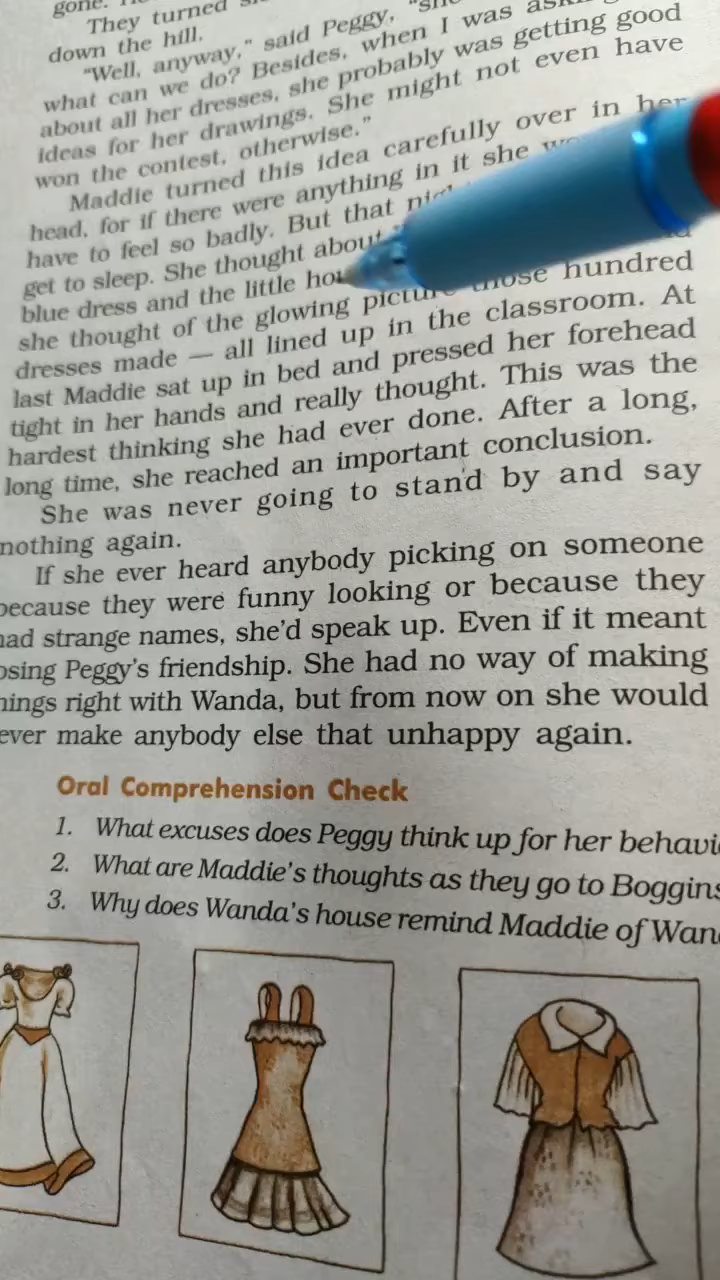 gone.
They turned
down the hill.
"Well, anyway," said Peggy,
what can we do? Besides, when I was
about all her dresses, she probably was getting good
ideas for her drawings. She might not even have
won the contest, otherwise."
Maddie turned this idea carefully over in her
head, for if there were anything in it she
have to feel so badly. But that
get to sleep. She thought about
blue dress and the little
she thought of the glowing those hundred
dresses made — all lined up in the classroom. At
last Maddie sat up in bed and pressed her forehead
tight in her hands and really thought. This was the
hardest thinking she had ever done. After a long,
long time, she reached an important conclusion.
She was never going to stand by and say
nothing again.
If she ever heard anybody picking on someone
because they were funny looking or because they
had strange names, she'd speak up. Even if it meant
osing Peggy's friendship. She had no way of making
hings right with Wanda, but from now on she would
ever make anybody else that unhappy again.
Oral Comprehension Check
1. What excuses does Peggy think up for her behavi
2. What are Maddie's thoughts as they go to Boggins
3. Why does Wanda's house remind Maddie of Wan